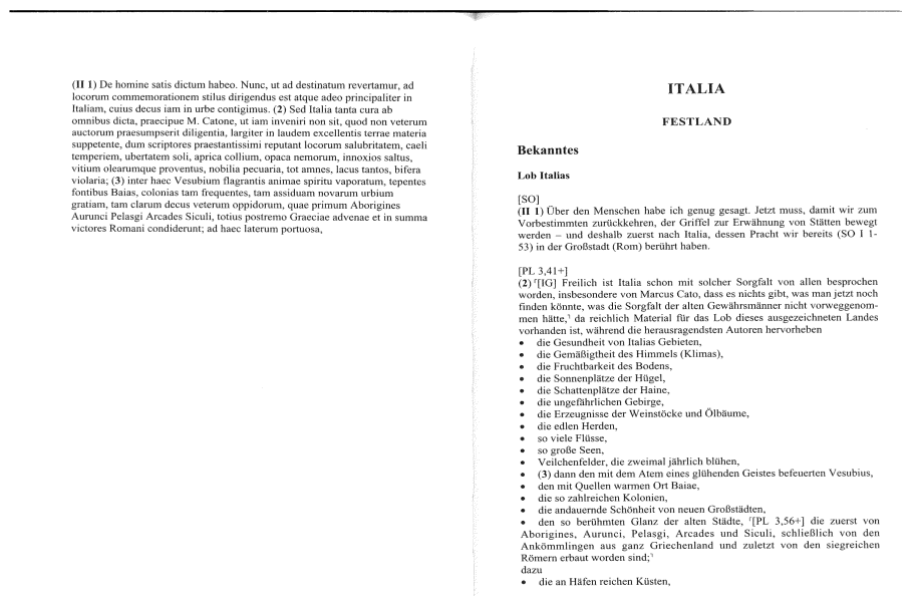 (II 1) De homine satis dictum habeo. Nunc, ut ad destinatum revertamur, ad
locorum commemorationem stilus dirigendus est atque adeo principaliter in
Italiam, cuius decus iam in urbe contigimus. (2) Sed Italia tanta cura ab
omnibus dicta, praecipue M. Catone, ut iam inveniri non sit, quod non veterum
auctorum praesumpserit diligentia, largiter in laudem excellentis terrae materia
suppetente, dum scriptores praestantissimi reputant locorum salubritatem, caeli
temperiem, ubertatem soli, aprica collium, opaca nemorum, innoxios saltus,
vitium olearumque proventus, nobilia pecuaria, tot amnes, lacus tantos, bifera
violaria; (3) inter haec Vesubium flagrantis animae spiritu vaporatum, tepentes
fontibus Baias, colonias tam frequentes, tam assiduam novarum urbium
gratiam, tam clarum decus veterum oppidorum, quae primum Aborigines
Aurunci Pelasgi Arcades Siculi, totius postremo Graeciae advenae et in summa
victores Romani condiderunt; ad haec laterum portuosa,
ITALIA
FESTLAND
Bekanntes
Lob Italias
[SO]
(II 1) Über den Menschen habe ich genug gesagt. Jetzt muss, damit wir zum
Vorbestimmten zurückkehren, der Griffel zur Erwähnung von Stätten bewegt
werden – und deshalb zuerst nach Italia, dessen Pracht wir bereits (SO I 1-
53) in der Großstadt (Rom) berührt haben.
[PL 3,41+]
(2) ⌜[IG] Freilich ist Italia schon mit solcher Sorgfalt von allen besprochen
worden, insbesondere von Marcus Cato, dass es nichts gibt, was man jetzt noch
finden könnte, was die Sorgfalt der alten Gewährsmänner nicht vorweggenom-
men hätte,⌝ da reichlich Material für das Lob dieses ausgezeichneten Landes
vorhanden ist, während die herausragendsten Autoren hervorheben
• die Gesundheit von Italias Gebieten,
• die Gemäßigtheit des Himmels (Klimas),
• die Fruchtbarkeit des Bodens,
• die Sonnenplätze der Hügel,
• die Schattenplätze der Haine,
• die ungefährlichen Gebirge,
• die Erzeugnisse der Weinstöcke und Ölbäume,
• die edlen Herden,
• so viele Flüsse,
• so große Seen,
• Veilchenfelder, die zweimal jährlich blühen,
• (3) dann den mit dem Atem eines glühenden Geistes befeuerten Vesubius,
• den mit Quellen warmen Ort Baiae,
• die so zahlreichen Kolonien,
• die andauernde Schönheit von neuen Großstädten,
• den so berühmten Glanz der alten Städte, ⌜[PL 3,56+] die zuerst von
Aborigines, Aurunci, Pelasgi, Arcades und Siculi, schließlich von den
Ankömmlingen aus ganz Griechenland und zuletzt von den siegreichen
Römern erbaut worden sind;⌝
dazu
• die an Häfen reichen Küsten,